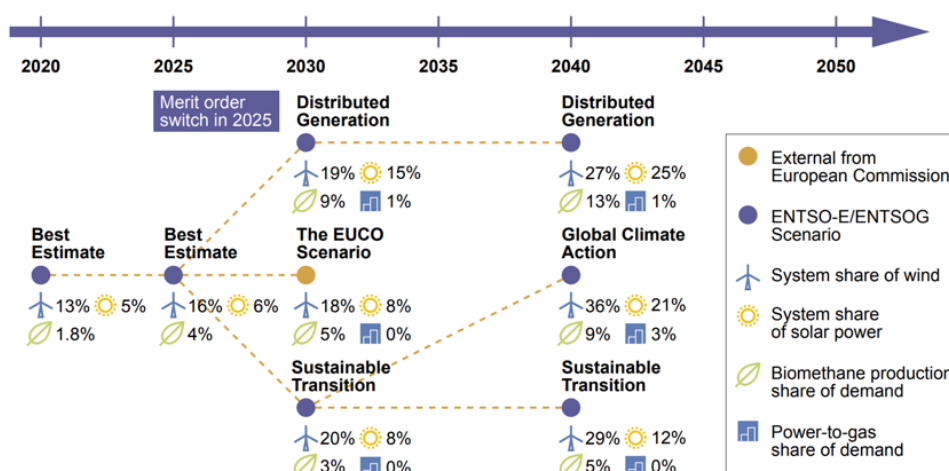 2020 2025 2030 2035 2040 2045 2050
Merit order
switch in 2025
Distributed
Generation
19% 15%
9% 1%
Distributed
Generation
27% 25%
13% 1%
Best
Estimate
13% 5%
1.8%
Best
Estimate
16% 6%
4%
The EUCO
Scenario
18% 8%
5% 0%
Global Climate
Action
36% 21%
9% 3%
Sustainable
Transition
20% 8%
3% 0%
Sustainable
Transition
29% 12%
5% 0%
External from
European Commission
ENTSO-E/ENTSOG
Scenario
System share of wind
System share
of solar power
Biomethane production
share of demand
Power-to-gas
share of demand